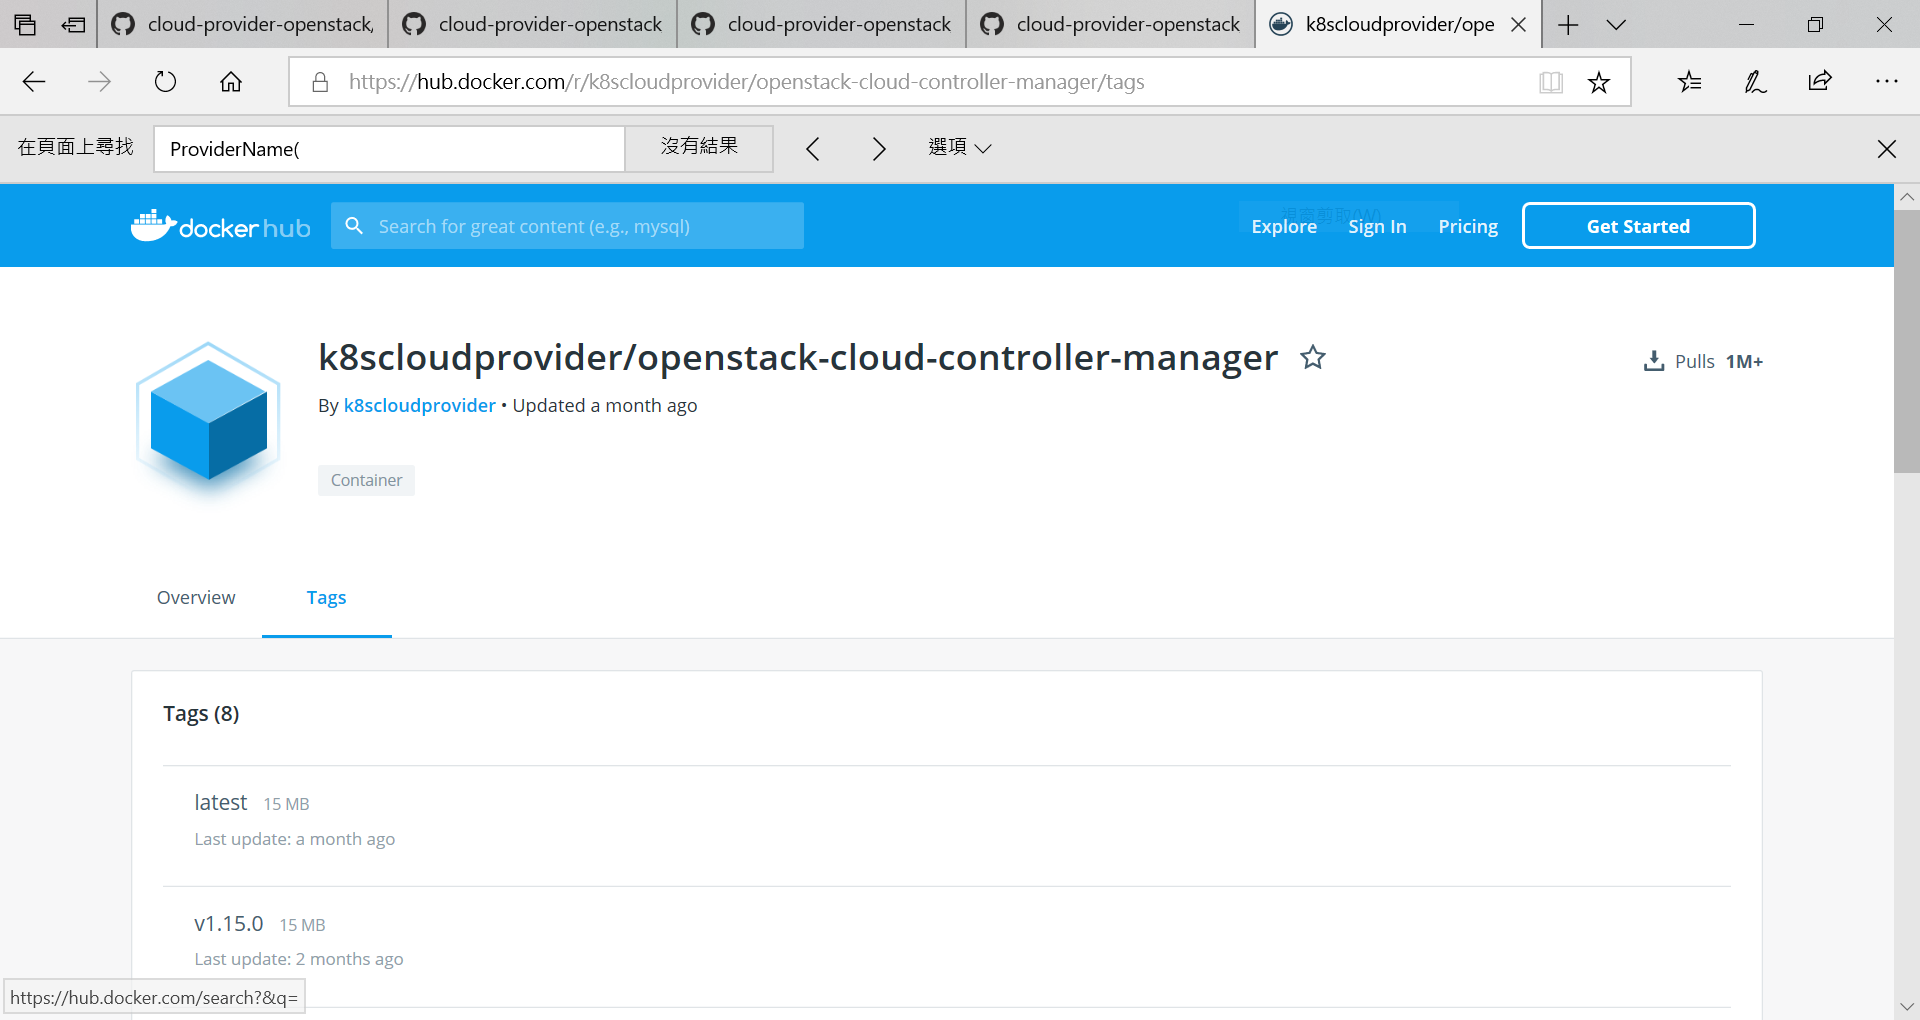 cloud-provider-openstack,
cloud-provider-openstack
cloud-provider-openstack
cloud-provider-openstack
k8scloudprovider/ope
https://hub.docker.com/r/k8scloudprovider/openstack-cloud-controller-manager/tags
在頁面上尋找
ProviderName(
沒有結果
選項
docker hub
Search for great content (e.g., mysql)
Explore
Sign In
Pricing
Get Started
k8scloudprovider/openstack-cloud-controller-manager
Pulls 1M+
By k8scloudprovider • Updated a month ago
Container
Overview
Tags
Tags (8)
latest 15 MB
Last update: a month ago
v1.15.0 15 MB
Last update: 2 months ago
https://hub.docker.com/search?&q=